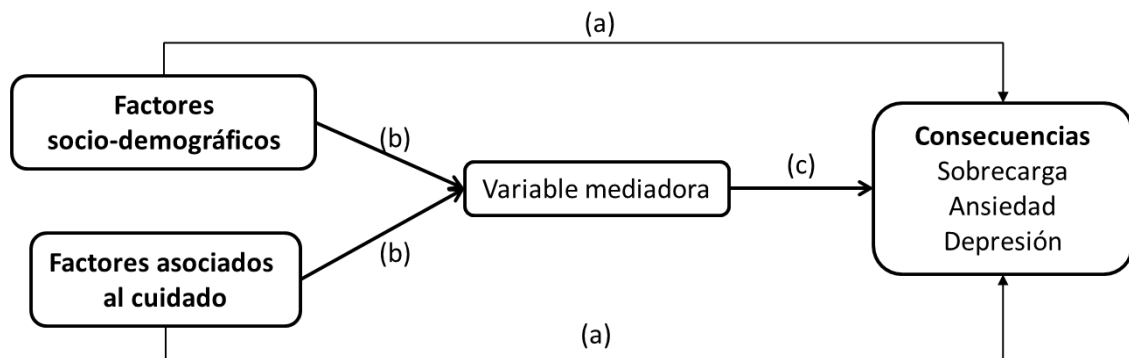 (a)
Factores
socio-demográficos
(b)
Variable mediadora
(c)
Consecuencias
Sobrecarga
Ansiedad
Depresión
(b)
Factores asociados
al cuidado
(a)